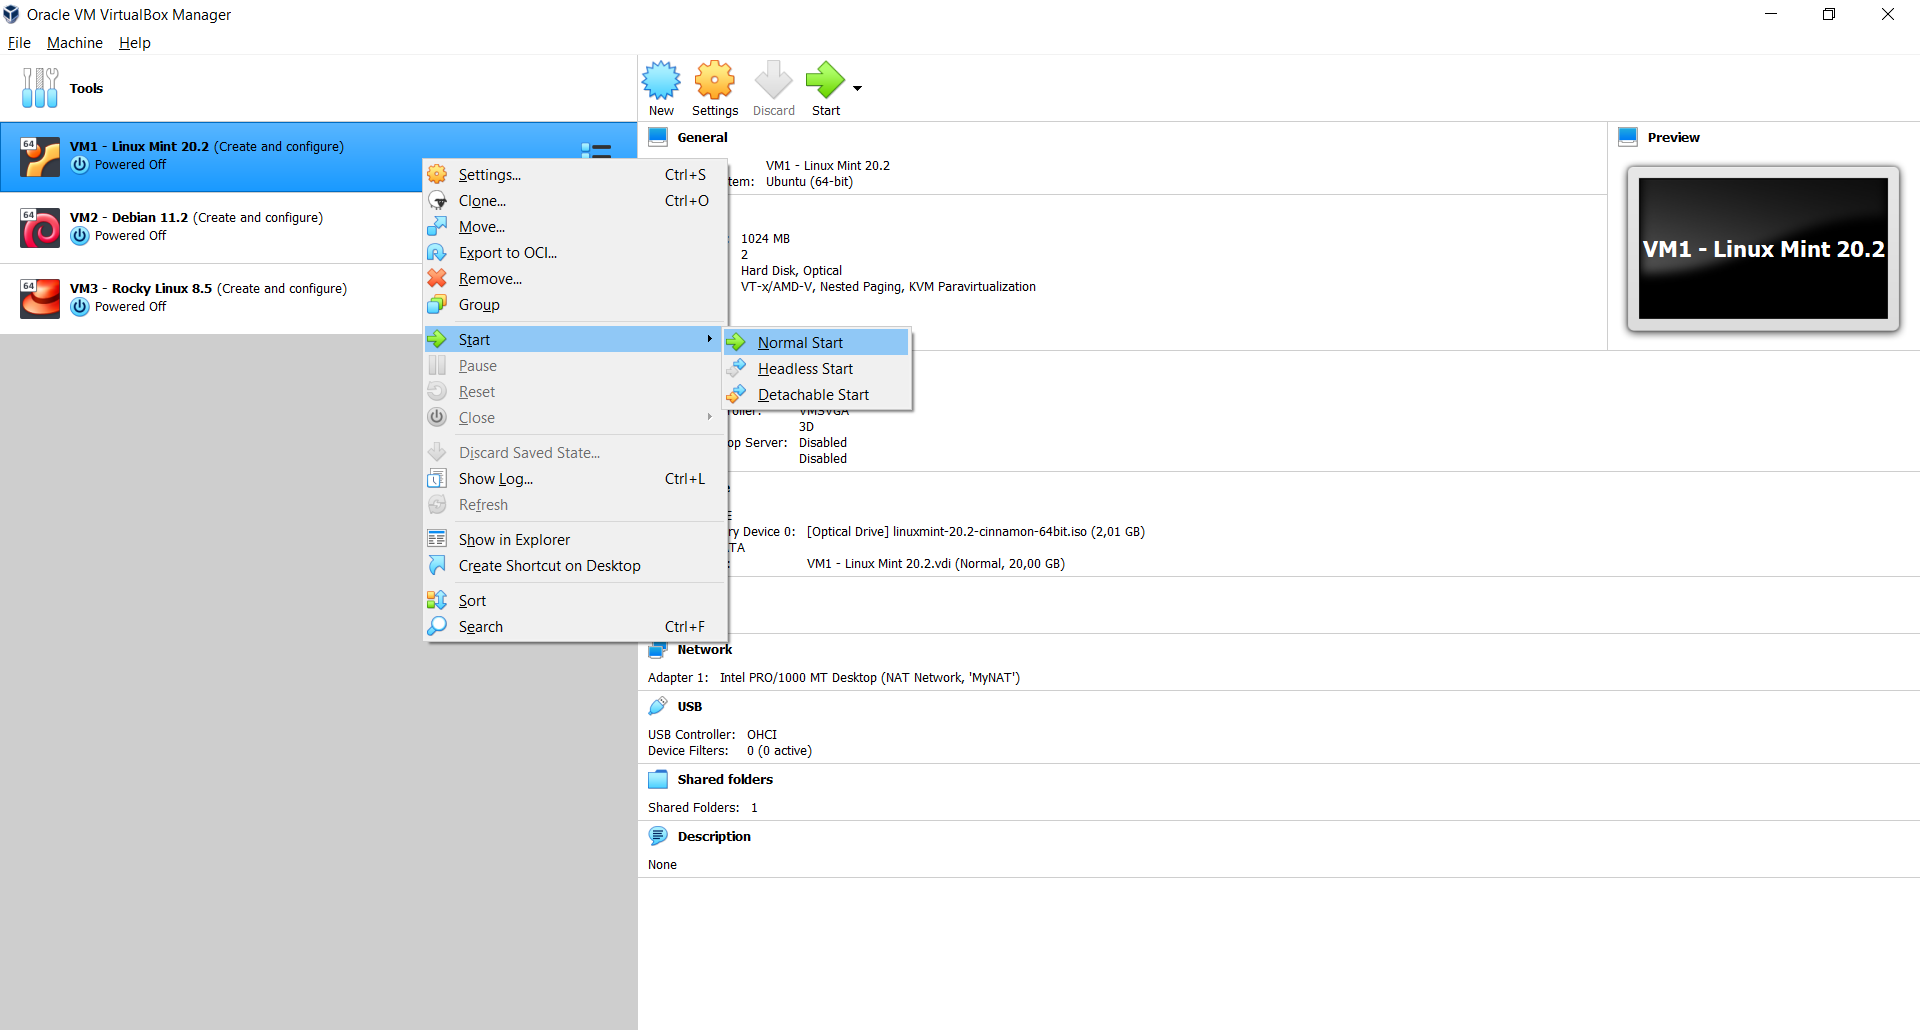 Oracle VM VirtualBox Manager
File Machine Help
Tools
New Settings Discard Start
64
VM1 - Linux Mint 20.2 (Create and configure)
Powered Off
64
VM2 - Debian 11.2 (Create and configure)
Powered Off
64
VM3 - Rocky Linux 8.5 (Create and configure)
Powered Off
Settings... Ctrl+S
Clone... Ctrl+O
Move...
Export to OCI...
Remove...
Group
Start
Pause
Reset
Close
Discard Saved State...
Show Log... Ctrl+L
Refresh
Show in Explorer
Create Shortcut on Desktop
Sort
Search Ctrl+F
Normal Start
Headless Start
Detachable Start
General
VM1 - Linux Mint 20.2
tem: Ubuntu (64-bit)
: 1024 MB
2
Hard Disk, Optical
VT-x/AMD-V, Nested Paging, KVM Paravirtualization
Preview
VM1 - Linux Mint 20.2
roller: VMSVGA
3D
op Server: Disabled
Disabled
e
E
ry Device 0: [Optical Drive] linuxmint-20.2-cinnamon-64bit.iso (2,01 GB)
TA
: VM1 - Linux Mint 20.2.vdi (Normal, 20,00 GB)
Network
Adapter 1: Intel PRO/1000 MT Desktop (NAT Network, 'MyNAT')
USB
USB Controller: OHCI
Device Filters: 0 (0 active)
Shared folders
Shared Folders: 1
Description
None